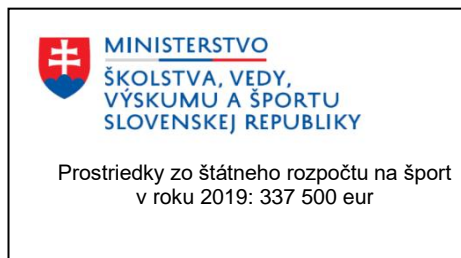 MINISTERSTVO
ŠKOLSTVA, VEDY,
VÝSKUMU A ŠPORTU
SLOVENSKEJ REPUBLIKY
Prostriedky zo štátneho rozpočtu na šport
v roku 2019: 337 500 eur